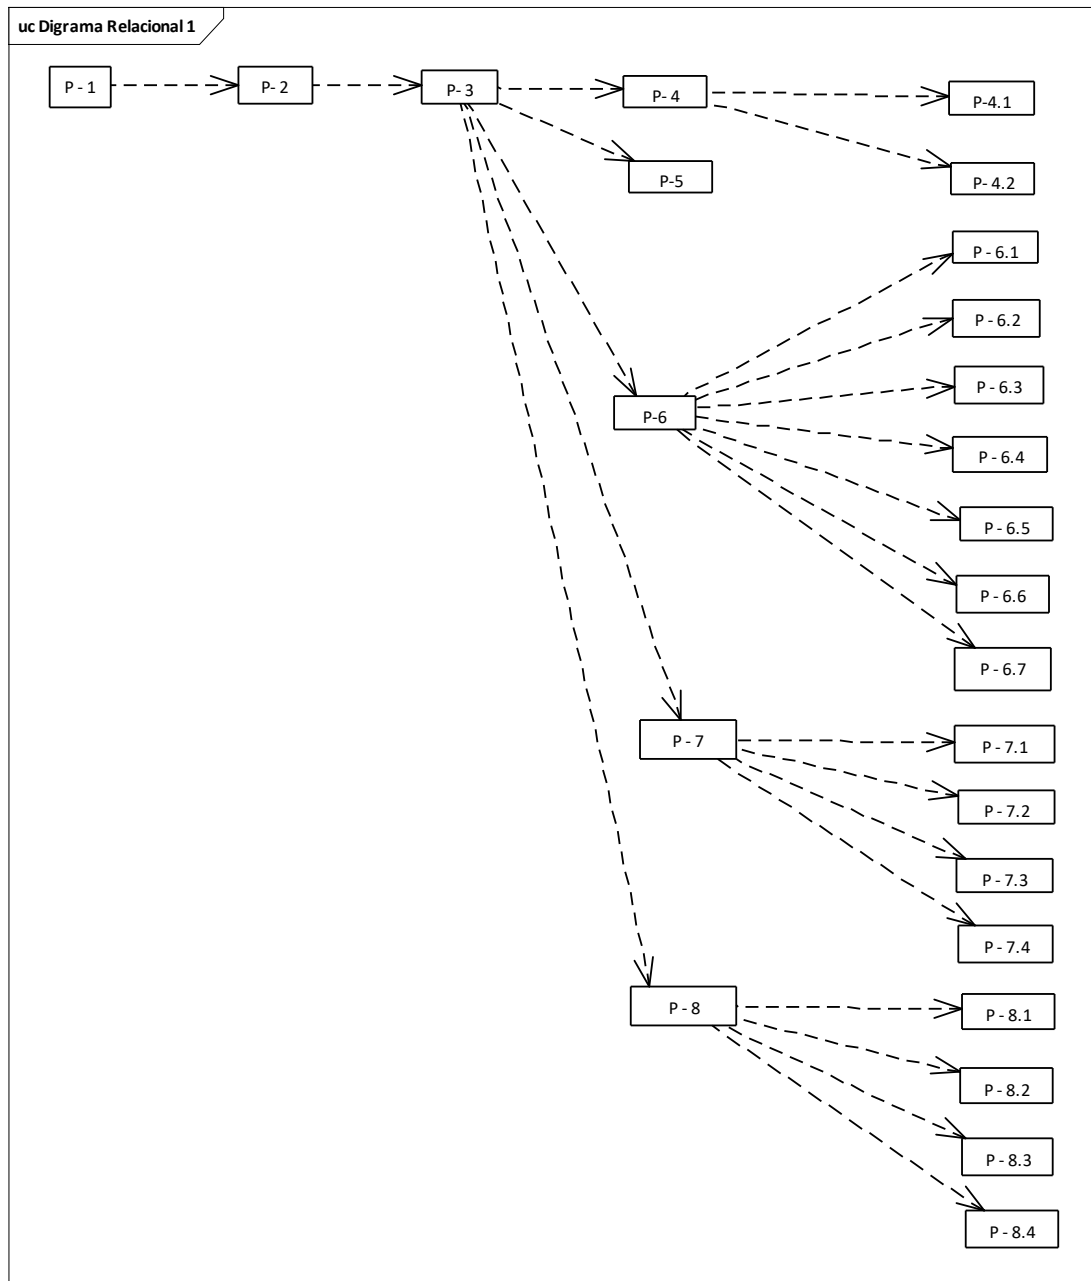 uc Digrama Relacional 1
P - 1
P- 2
P- 3
P- 4
P-4.1
P-5
P- 4.2
P - 6.1
P - 6.2
P - 6.3
P-6
P - 6.4
P - 6.5
P - 6.6
P - 6.7
P - 7
P - 7.1
P - 7.2
P - 7.3
P - 7.4
P - 8
P - 8.1
P - 8.2
P - 8.3
P - 8.4